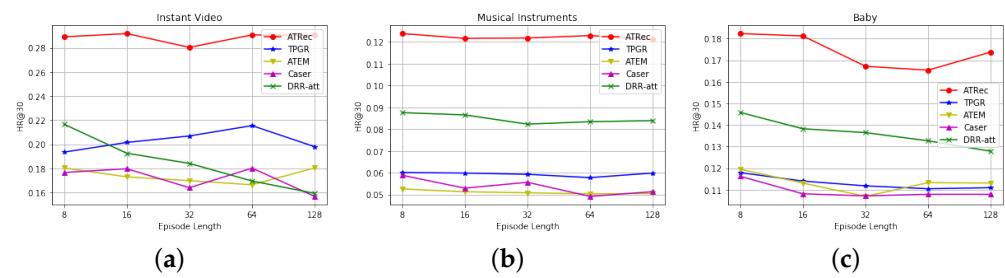 Instant Video
HR@30
0.28
0.26
0.24
0.22
0.20
0.18
0.16
ATRec
TPGR
ATEM
Caser
DRR-att
8 16 32 64 128
Episode Length
(a)
Musical Instruments
HR@30
0.12
0.11
0.10
0.09
0.08
0.07
0.06
0.05
ATRec
TPGR
ATEM
Caser
DRR-att
8 16 32 64 128
Episode Length
(b)
Baby
HR@30
0.18
0.17
0.16
0.15
0.14
0.13
0.12
0.11
ATRec
TPGR
ATEM
Caser
DRR-att
8 16 32 64 128
Episode Length
(c)